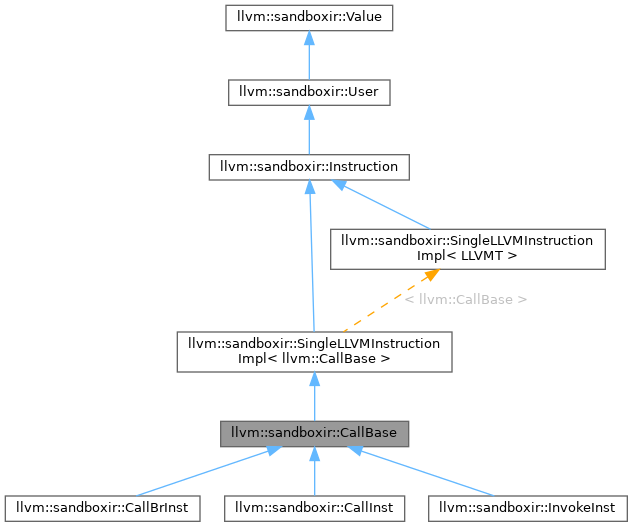 llvm::sandboxir::Value
llvm::sandboxir::User
llvm::sandboxir::Instruction
llvm::sandboxir::SingleLLVMInstruction
Impl< LLVMT >
< llvm::CallBase >
llvm::sandboxir::SingleLLVMInstruction
Impl< llvm::CallBase >
llvm::sandboxir::CallBase
llvm::sandboxir::CallBrInst
llvm::sandboxir::CallInst
llvm::sandboxir::InvokeInst